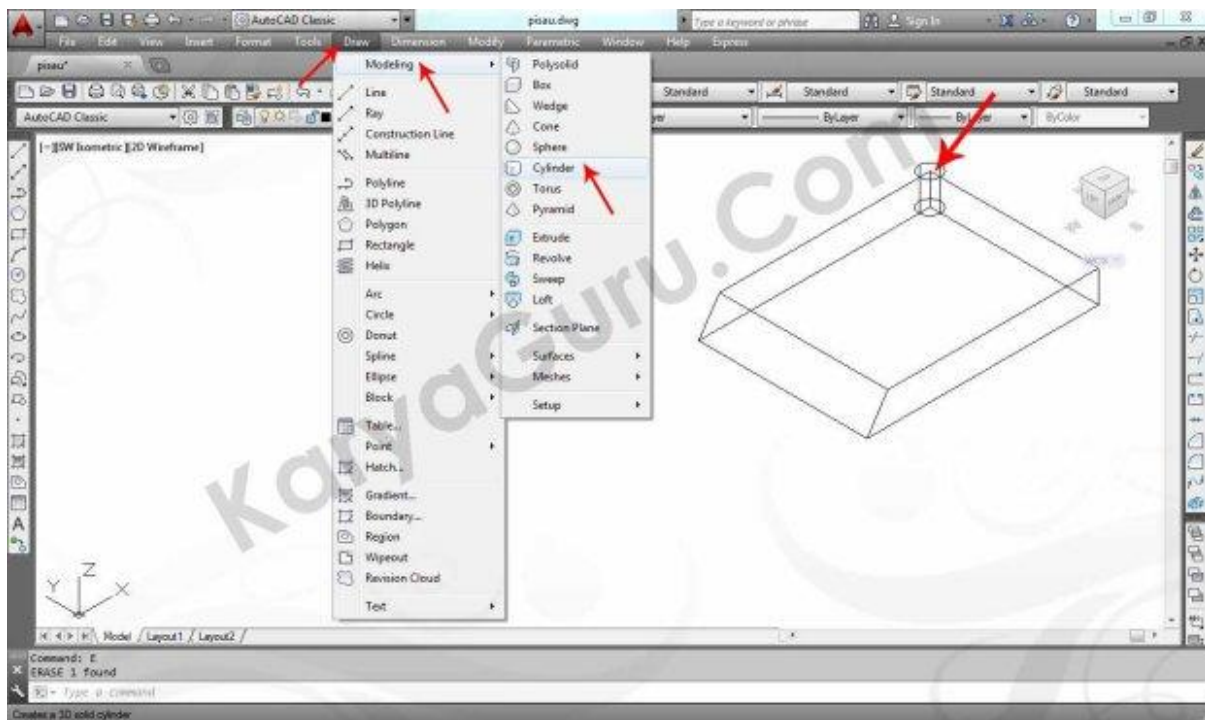 AutoCAD Classic
pisau.dwg
Type a keyword or phrase
Sign In
File Edit View Insert Format Tools Draw Dimension Modify Parametric Window Help Express
pisau*
Standard Standard Standard Standard
AutoCAD Classic
ByLayer ByLayer ByColor
[-][SW Isometric][2D Wireframe]
Modeling
Line
Ray
Construction Line
Multiline
Polyline
3D Polyline
Polygon
Rectangle
Helix
Arc
Circle
Donut
Spline
Ellipse
Block
Table...
Point
Hatch...
Gradient...
Boundary...
Region
Wipeout
Revision Cloud
Text
Polysolid
Box
Wedge
Cone
Sphere
Cylinder
Torus
Pyramid
Extrude
Revolve
Sweep
Loft
Section Plane
Surfaces
Meshes
Setup
KaryaGuru.Com
Y Z X
Model / Layout1 / Layout2 /
Command: E
ERASE 1 found
Type a command
Creates a 3D solid cylinder